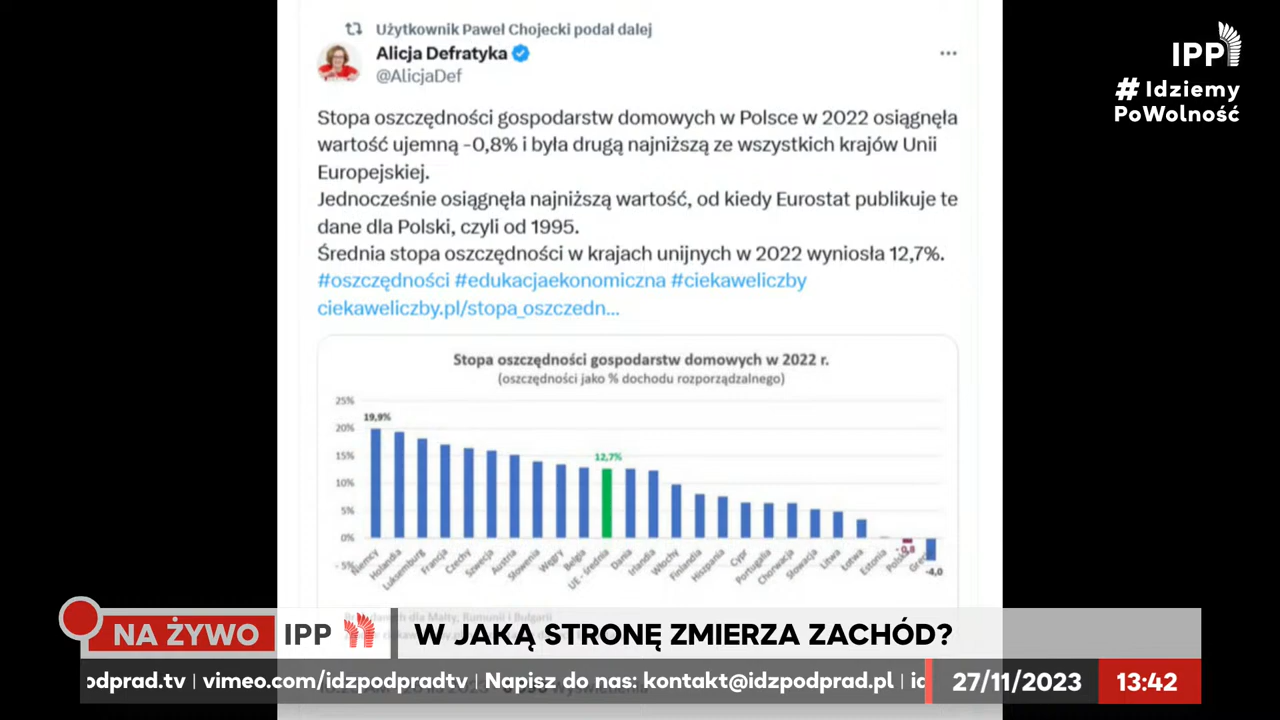 Użytkownik Paweł Chojecki podał dalej
Alicja Defratyka
@AlicjaDef
Stopa oszczędności gospodarstw domowych w Polsce w 2022 osiągnęła
wartość ujemną -0,8% i była drugą najniższą ze wszystkich krajów Unii
Europejskiej.
Jednocześnie osiągnęła najniższą wartość, od kiedy Eurostat publikuje te
dane dla Polski, czyli od 1995.
Średnia stopa oszczędności w krajach unijnych w 2022 wyniosła 12,7%.
#oszczędności #edukacjaekonomiczna #ciekaweliczby
ciekaweliczby.pl/stopa_oszczedn...
Stopa oszczędności gospodarstw domowych w 2022 r.
(oszczędności jako % dochodu rozporządzalnego)
25%
20%
15%
10%
5%
0%
-5%
19,9%
12,7%
-0,8
-4,0
Niemcy
Holandia
Luksemburg
Francja
Czechy
Szwecja
Austria
Słowenia
Węgry
Belgia
UE - średnia
Dania
Irlandia
Włochy
Finlandia
Hiszpania
Cypr
Portugalia
Chorwacja
Słowacja
Litwa
Łotwa
Estonia
IPP
#Idziemy
PoWolność
NA ŻYWO IPP W JAKĄ STRONĘ ZMIERZA ZACHÓD?
odprad.tv | vimeo.com/idzpodpradtv | Napisz do nas: kontakt@idzpodprad.pl | id
27/11/2023 13:42